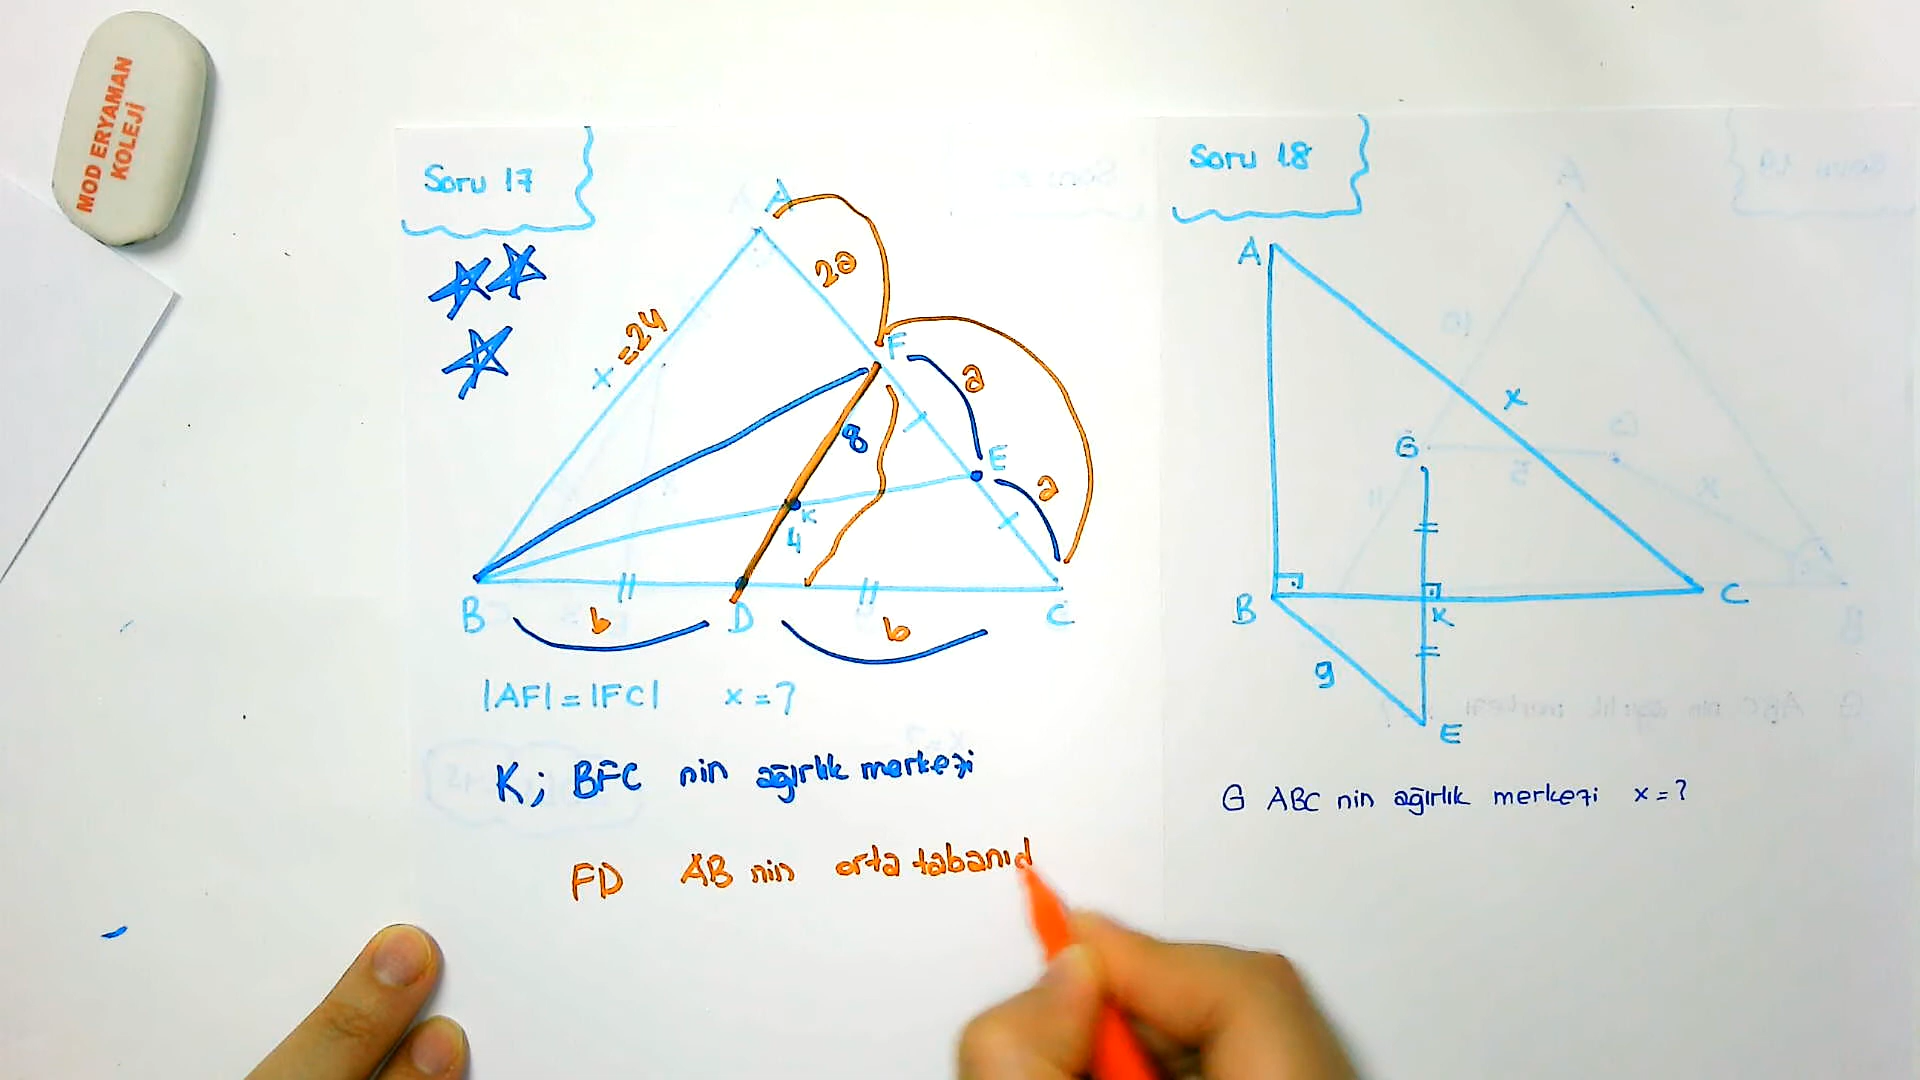 MOD ERYAMAN
KOLEJİ
Soru 17
A
2a
x
=24
F
a
8
E
a
K
4
B
D
C
b
b
|AF|=|FC| x=?
K; BFC nin ağırlık merkezi
FD AB nin orta tabanıd
Soru 18
A
x
G
B
K
C
9
E
G ABC nin ağırlık merkezi x=?